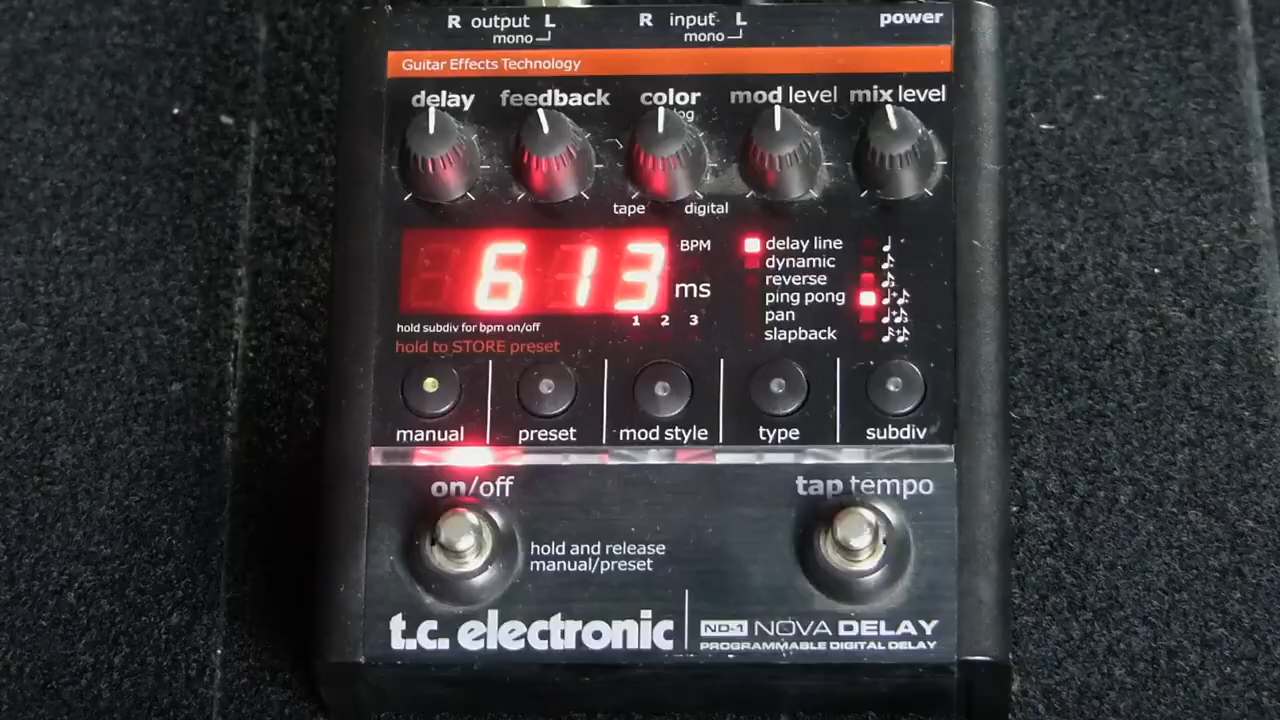 R output L
mono
R input L
mono
power
Guitar Effects Technology
delay
feedback
color
mod level
mix level
tape
digital
613
BPM
ms
1 2 3
delay line
dynamic
reverse
ping pong
pan
slapback
hold subdiv for bpm on/off
hold to STORE preset
manual
preset
mod style
type
subdiv
on/off
tap tempo
hold and release
manual/preset
t.c. electronic
ND-1 NOVA DELAY
PROGRAMMABLE DIGITAL DELAY